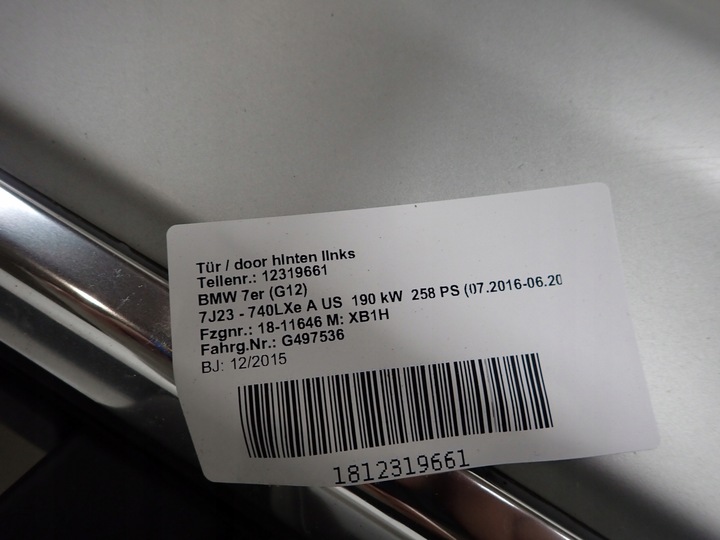 Tür / door hinten links
Teilenr.: 12319661
BMW 7er (G12)
7J23 - 740LXe A US 190 kW 258 PS (07.2016-06.20
Fzgnr.: 18-11646 M: XB1H
Fahrg.Nr.: G497536
BJ: 12/2015
1812319661